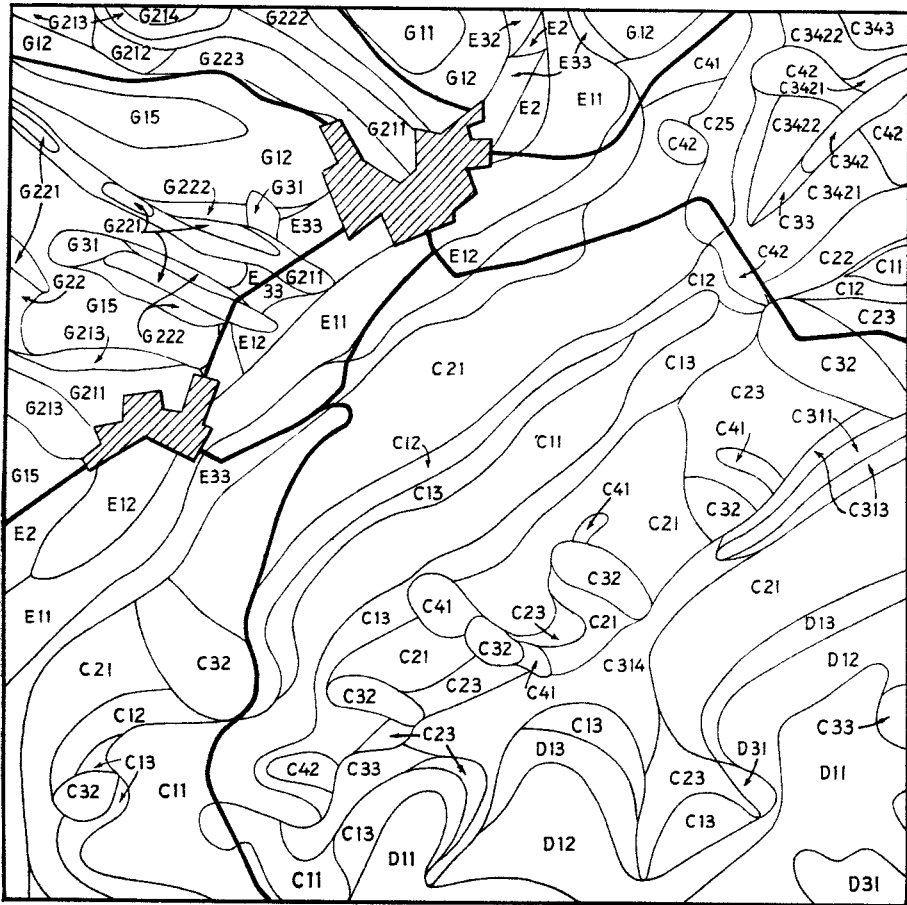 G213
G214
G222
G11
E32
E2
G12
C3422
C343
G12
G212
G223
G12
E33
C41
C42
C3421
G15
E2
E11
C25
C3422
C42
G211
C42
C342
G12
G221
G222
G31
C3421
G221
E33
C33
G31
E12
C42
G22
E
33
G211
C22
C11
C12
C12
G15
E11
C23
G213
G222
E12
C21
C13
C32
G211
C23
G213
C311
C12
C11
C41
G15
E33
C13
E12
C41
C32
C313
E2
C21
C32
C21
E11
C13
C41
C23
C21
D13
C21
C32
C32
C314
D12
C21
C41
C32
C23
C12
C23
C13
C33
C13
D13
C42
C33
D31
C32
C11
C23
D11
C13
C13
D11
D12
C11
D31